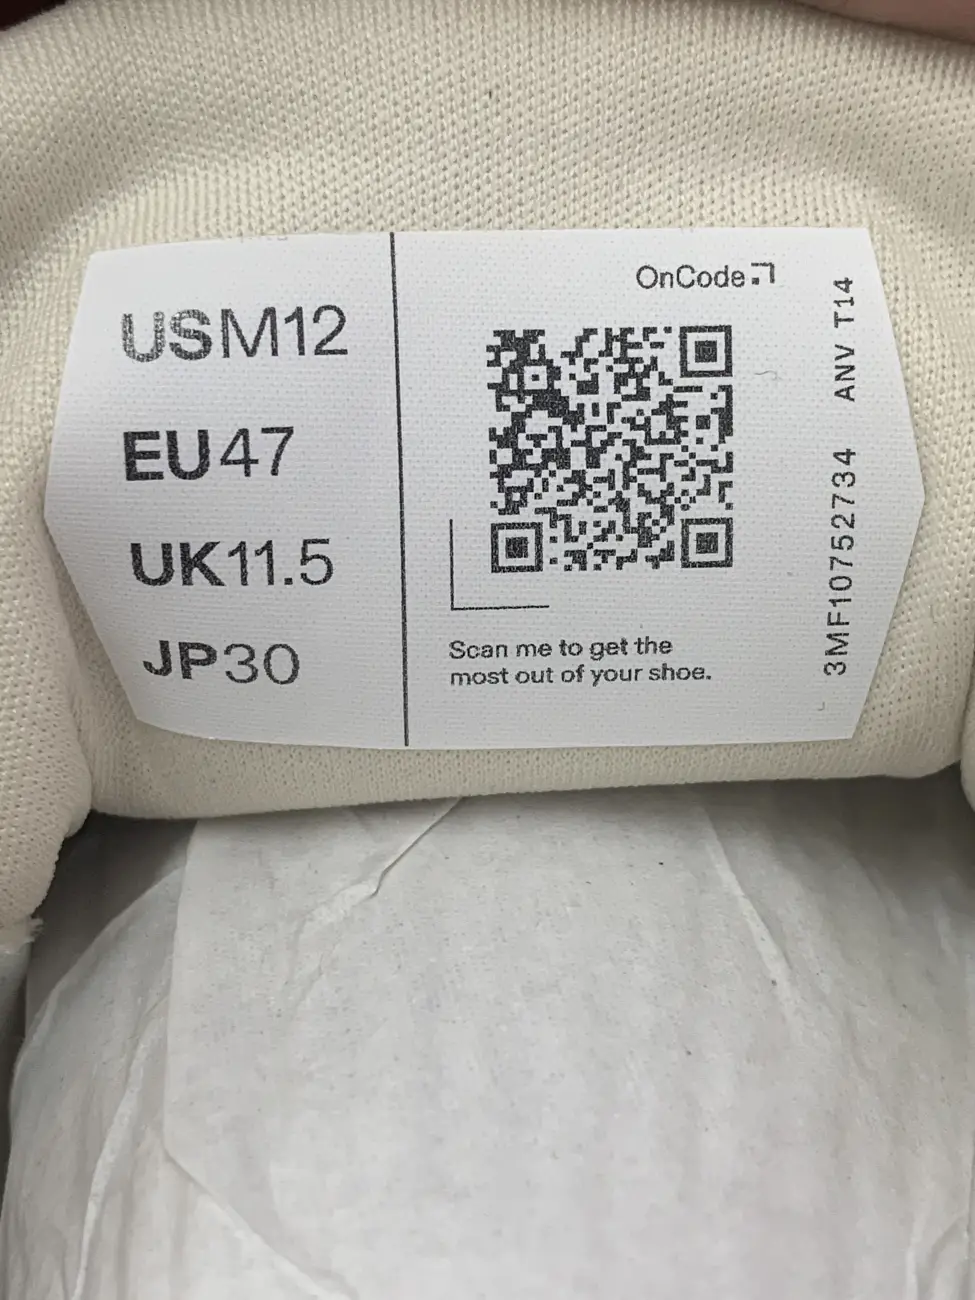 USM12
EU47
UK11.5
JP30
OnCode
Scan me to get the
most out of your shoe.
3MF10752734 ANV T14